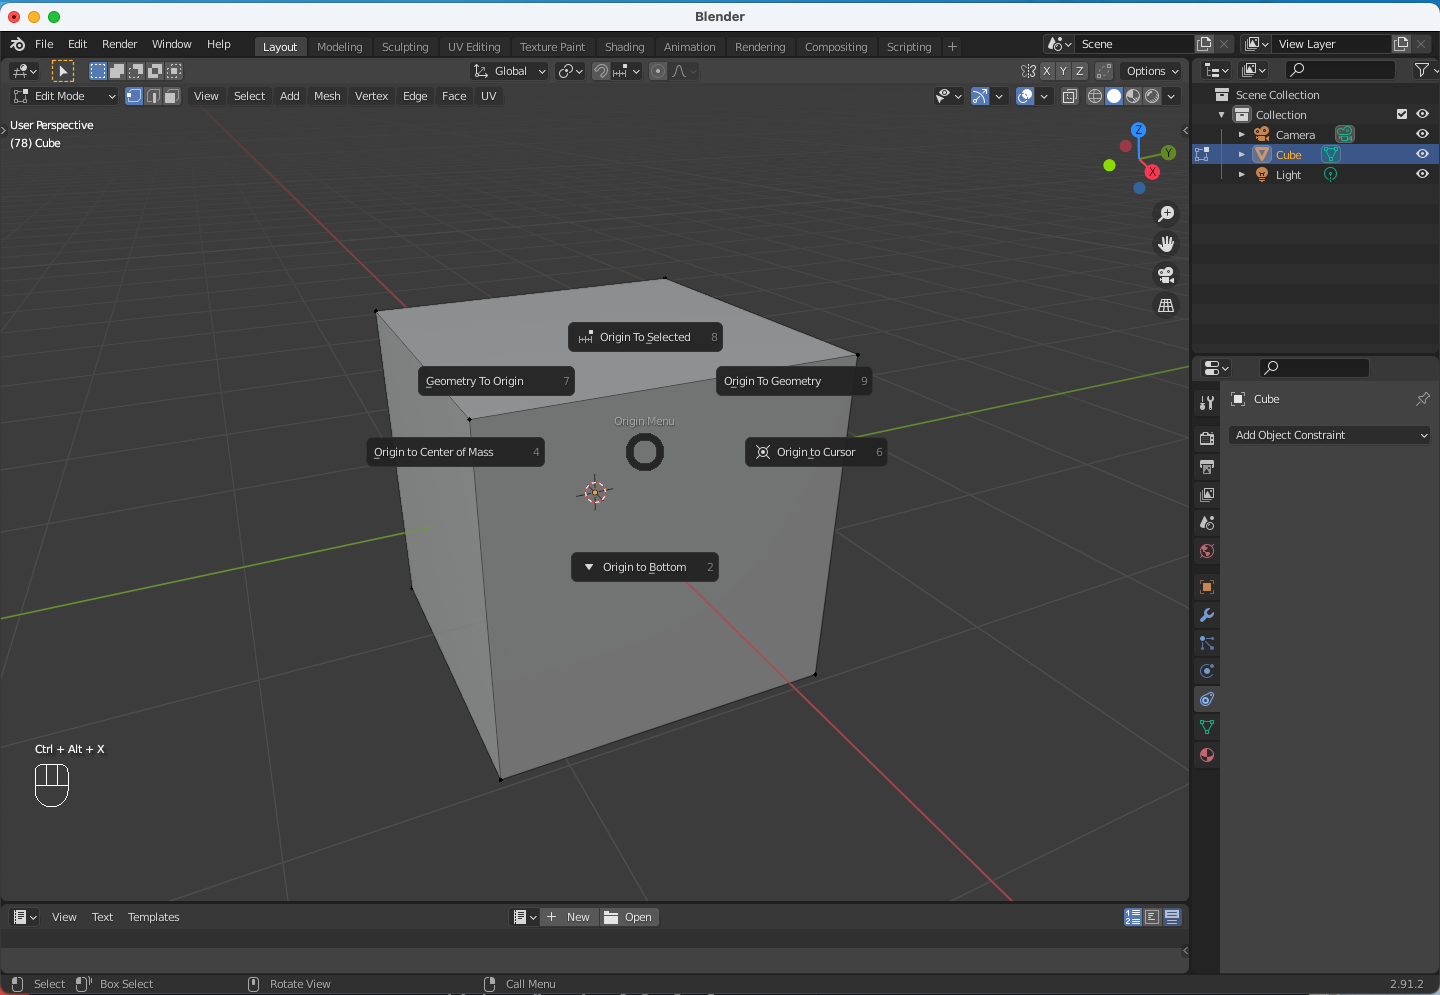 Blender
File Edit Render Window Help Layout Modeling Sculpting UV Editing Texture Paint Shading Animation Rendering Compositing Scripting + Scene View Layer
Global X Y Z Options
Edit Mode View Select Add Mesh Vertex Edge Face UV
Scene Collection
Collection
Camera
Cube
Light
User Perspective
(78) Cube
Z
Y
X
Origin To Selected 8
Geometry To Origin 7
Origin To Geometry 9
Origin Menu
Origin to Center of Mass 4
Origin to Cursor 6
Origin to Bottom 2
Cube
Add Object Constraint
Ctrl + Alt + X
View Text Templates + New Open
Select Box Select Rotate View Call Menu 2.91.2